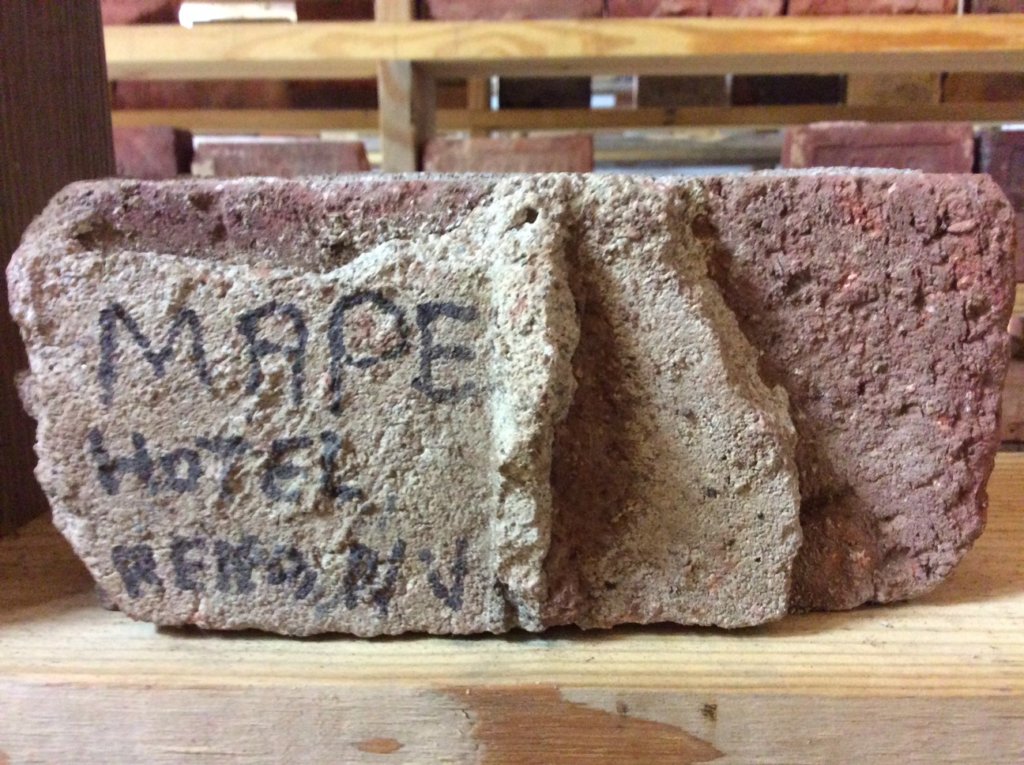 MAPE
HOTEL,
RENO, NV